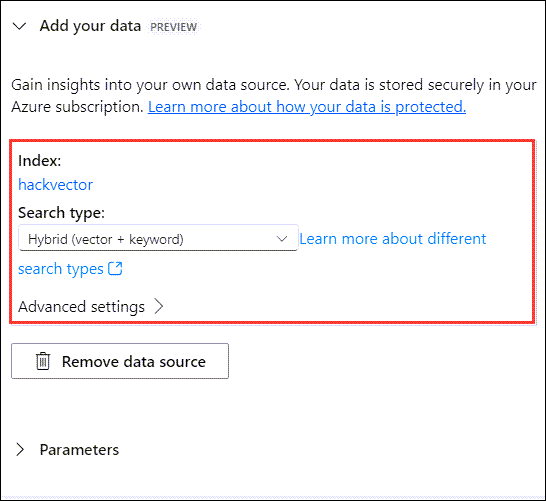 Add your data PREVIEW
Gain insights into your own data source. Your data is stored securely in your
Azure subscription. Learn more about how your data is protected.
Index:
hackvector
Search type:
Hybrid (vector + keyword) Learn more about different
search types
Advanced settings
Remove data source
Parameters